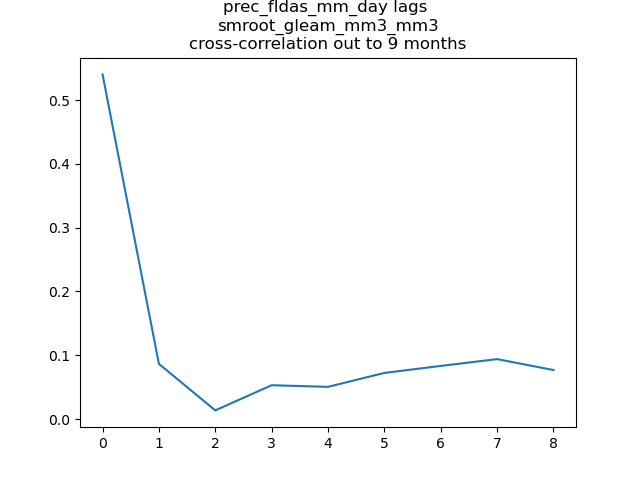 prec_fldas_mm_day lags
smroot_gleam_mm3_mm3
cross-correlation out to 9 months
0.5
0.4
0.3
0.2
0.1
0.0
0 1 2 3 4 5 6 7 8